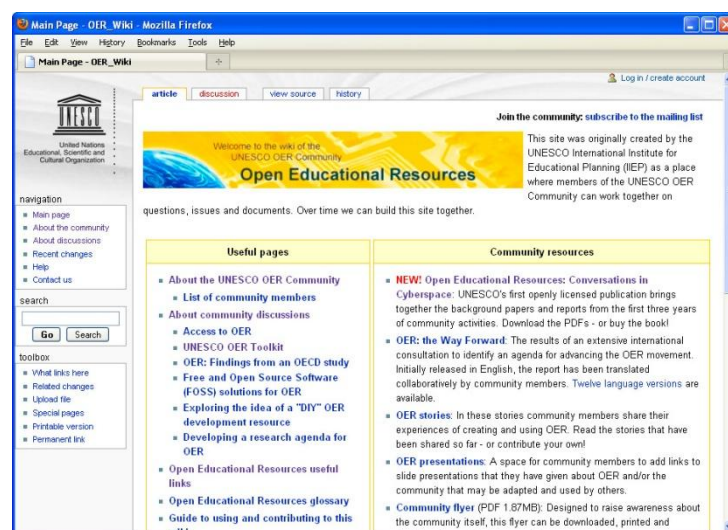 Main Page - OER_Wiki - Mozilla Firefox
File Edit View History Bookmarks Tools Help
Main Page - OER_Wiki
Log in / create account
article discussion view source history
UNESCO
United Nations
Educational, Scientific and
Cultural Organization
Join the community: subscribe to the mailing list
Welcome to the wiki of the
UNESCO OER Community
Open Educational Resources
This site was originally created by the
UNESCO International Institute for
Educational Planning (IIEP) as a place
where members of the UNESCO OER
Community can work together on
questions, issues and documents. Over time we can build this site together.
navigation
Main page
About the community
About discussions
Recent changes
Help
Contact us
search
Go Search
toolbox
What links here
Related changes
Upload file
Special pages
Printable version
Permanent link
Useful pages
About the UNESCO OER Community
List of community members
About community discussions
Access to OER
UNESCO OER Toolkit
OER: Findings from an OECD study
Free and Open Source Software
(FOSS) solutions for OER
Exploring the idea of a "DIY" OER
development resource
Developing a research agenda for
OER
Open Educational Resources useful
links
Open Educational Resources glossary
Guide to using and contributing to this
Community resources
NEW! Open Educational Resources: Conversations in
Cyberspace: UNESCO's first openly licensed publication brings
together the background papers and reports from the first three years
of community activities. Download the PDFs - or buy the book!
OER: the Way Forward: The results of an extensive international
consultation to identify an agenda for advancing the OER movement.
Initially released in English, the report has been translated
collaboratively by community members. Twelve language versions are
available.
OER stories: In these stories community members share their
experiences of creating and using OER. Read the stories that have
been shared so far - or contribute your own!
OER presentations: A space for community members to add links to
slide presentations that they have given about OER and/or the
community that may be adapted and used by others.
Community flyer (PDF 1.87MB): Designed to raise awareness about
the community itself, this flyer can be downloaded, printed and